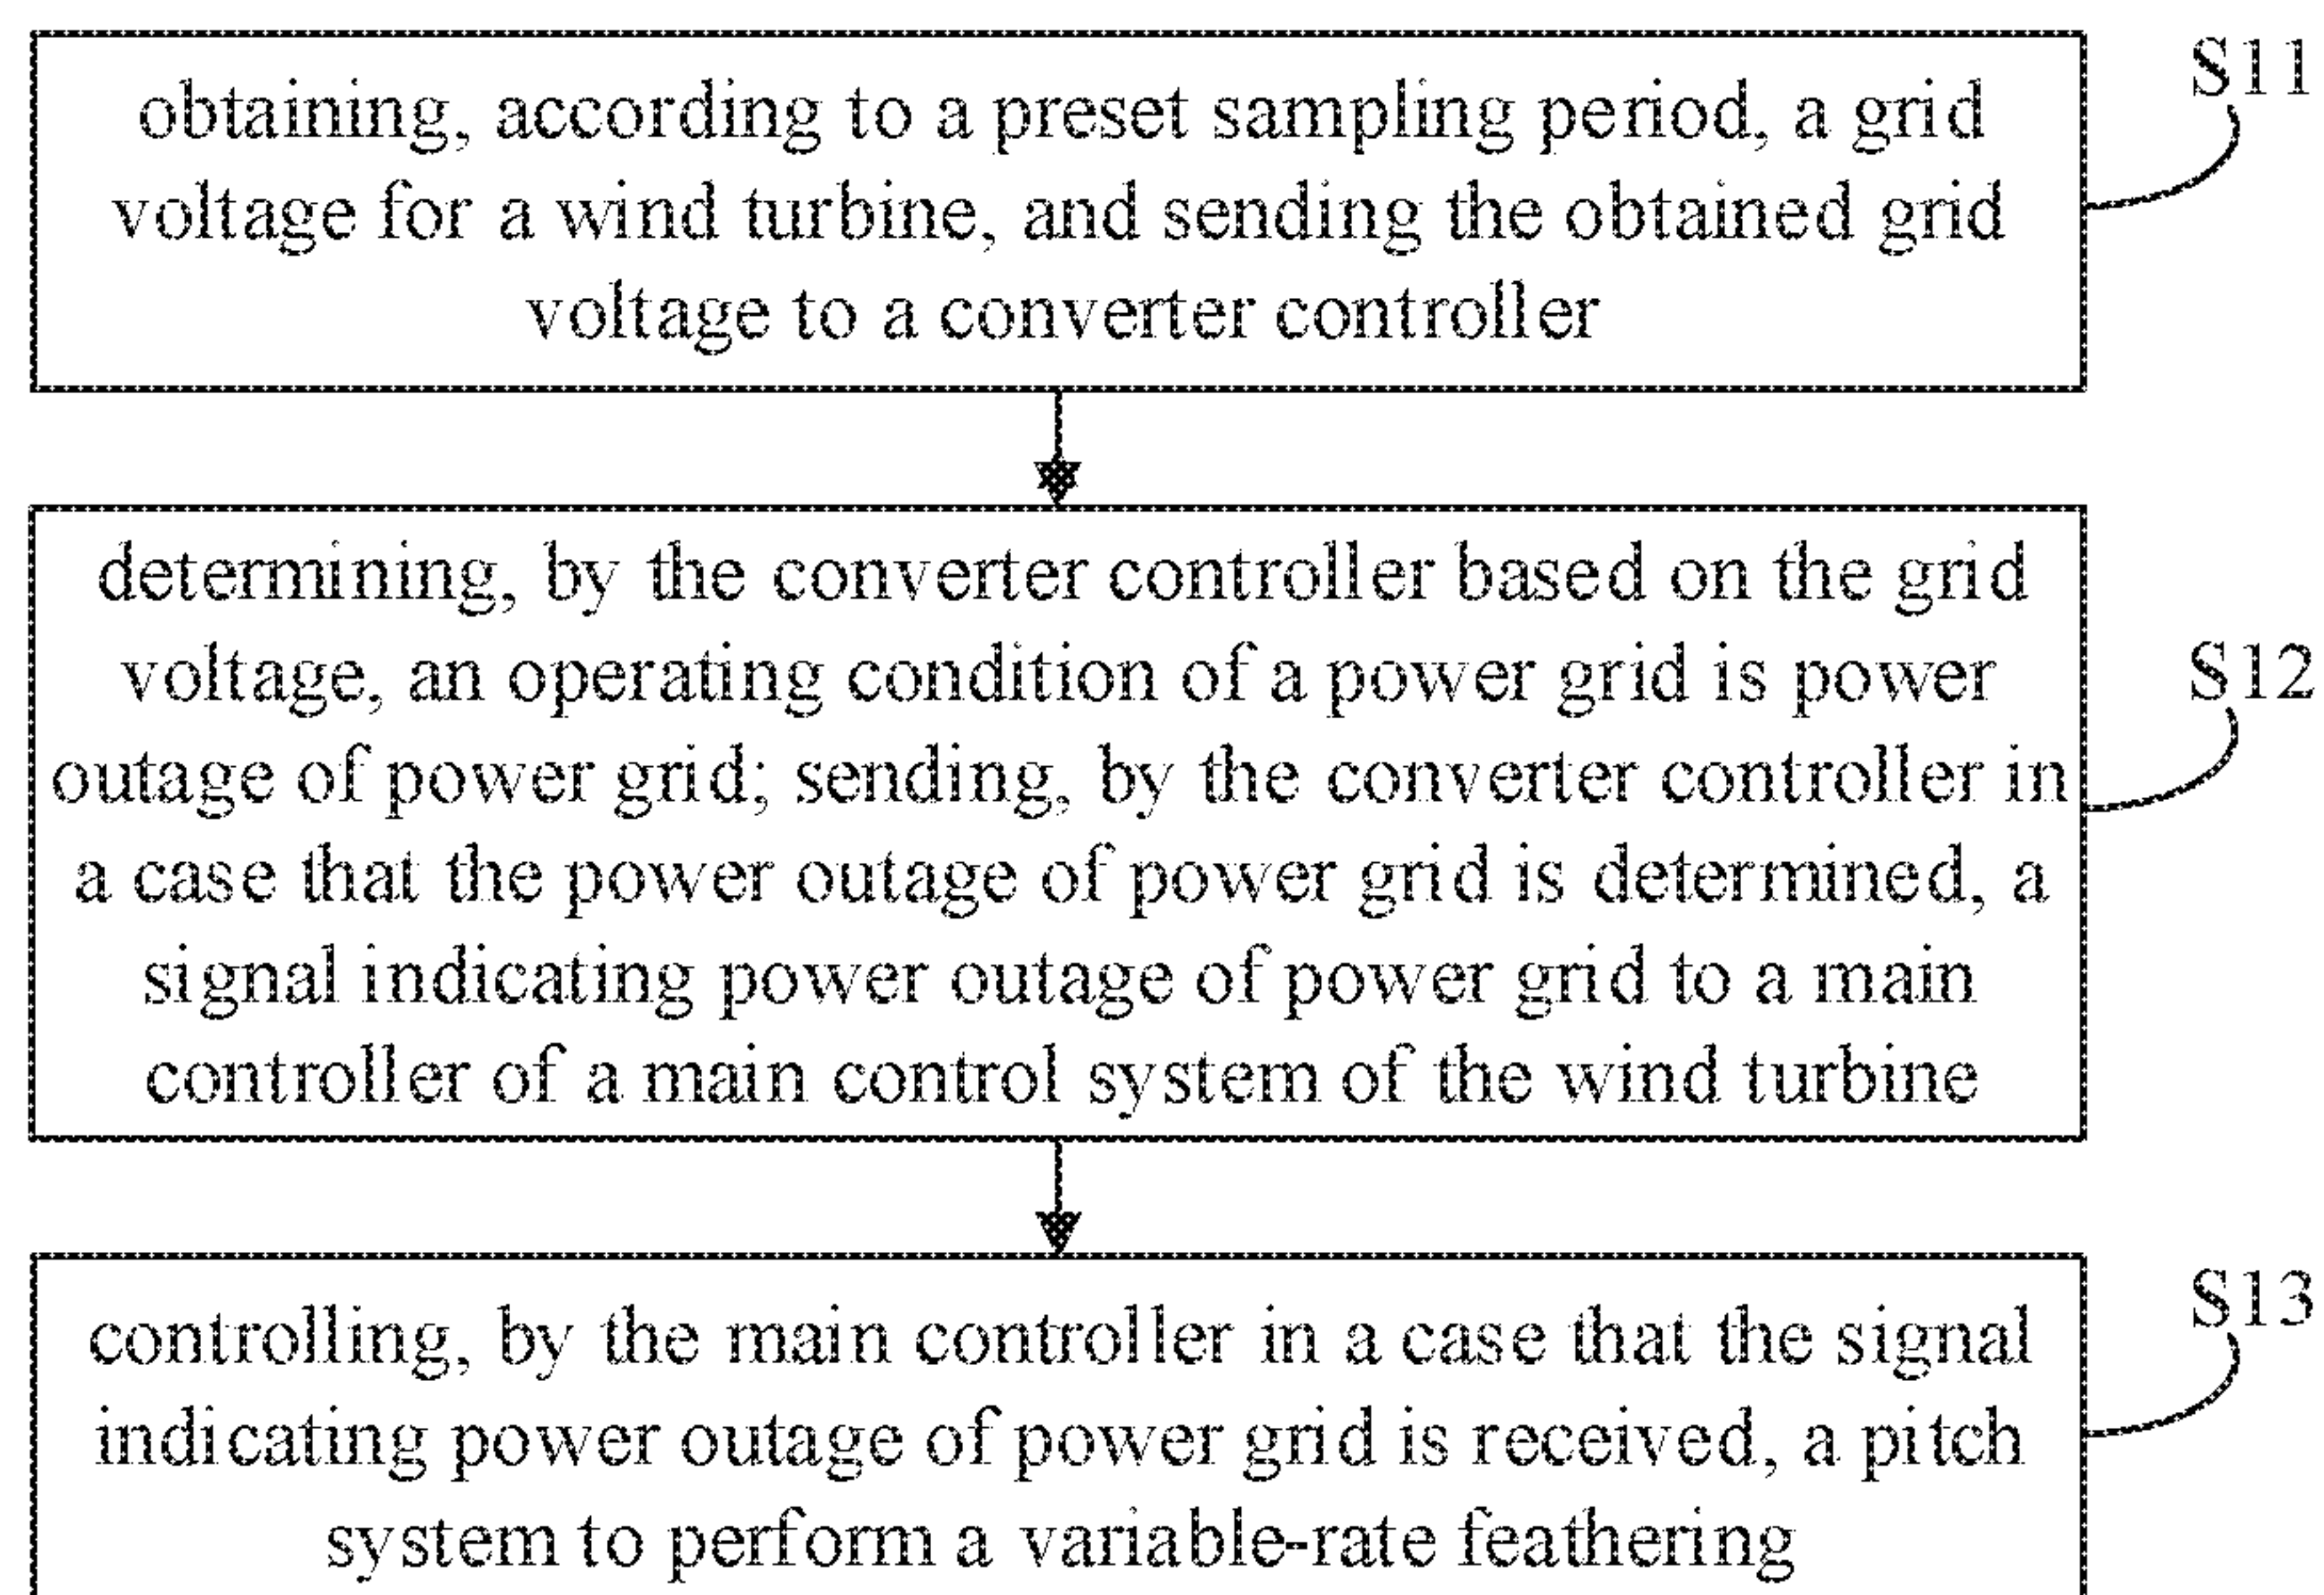 obtaining, according to a preset sampling period, a grid
voltage for a wind turbine, and sending the obtained grid
voltage to a converter controller
S11
determining, by the converter controller based on the grid
voltage, an operating condition of a power grid is power
outage of power grid; sending, by the converter controller in
a case that the power outage of power grid is determined, a
signal indicating power outage of power grid to a main
controller of a main control system of the wind turbine
S12
controlling, by the main controller in a case that the signal
indicating power outage of power grid is received, a pitch
system to perform a variable-rate feathering
S13